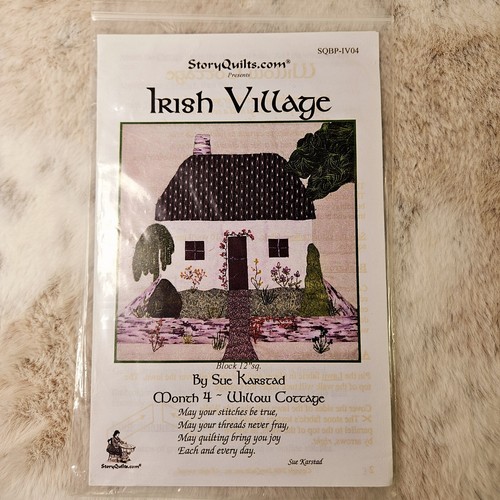 SQBP-IV04
StoryQuilts.com®
Presents
Irish Village
Block 12"sq.
By Sue Karstad
Month 4 ~ Willow Cottage
May your stitches be true,
May your threads never fray,
May quilting bring you joy
Each and every day.
Sue Karstad
StoryQuilts.com®